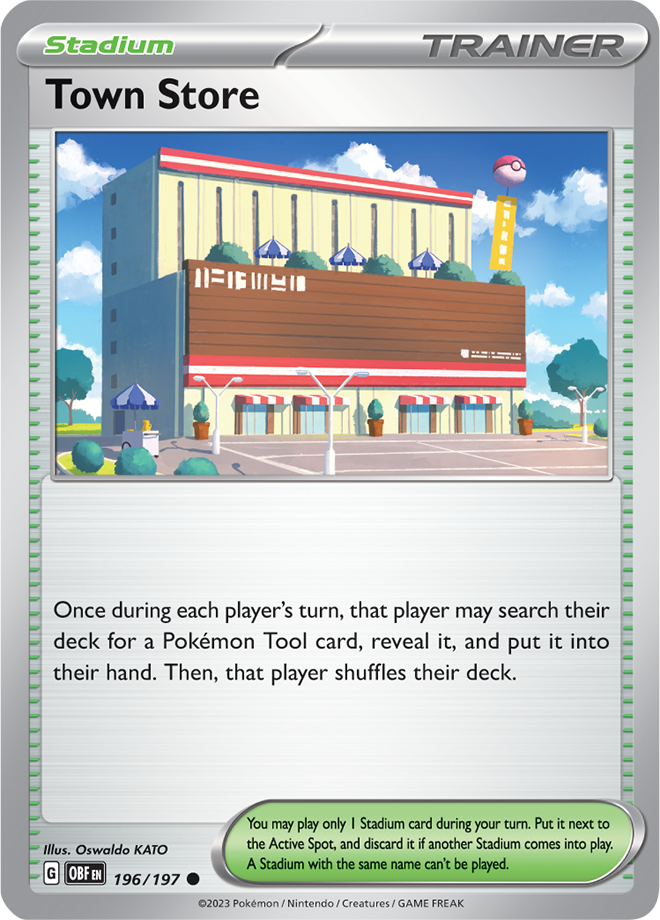 Stadium
TRAINER
Town Store
Once during each player's turn, that player may search their
deck for a Pokémon Tool card, reveal it, and put it into
their hand. Then, that player shuffles their deck.
You may play only 1 Stadium card during your turn. Put it next to
the Active Spot, and discard it if another Stadium comes into play.
A Stadium with the same name can't be played.
Illus. Oswaldo KATO
G OBF EN 196/197
©2023 Pokémon / Nintendo / Creatures / GAME FREAK